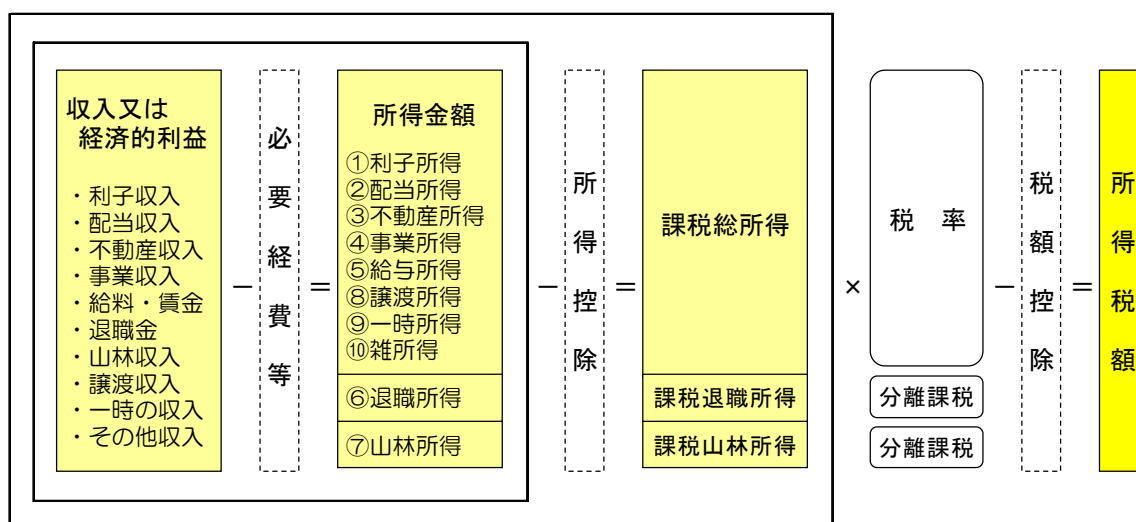 収入又は
経済的利益
・利子収入
・配当収入
・不動産収入
・事業収入
・給料・賃金
・退職金
・山林収入
・譲渡収入
・一時の収入
・その他収入
－
必要経費等
＝
所得金額
①利子所得
②配当所得
③不動産所得
④事業所得
⑤給与所得
⑧譲渡所得
⑨一時所得
⑩雑所得
⑥退職所得
⑦山林所得
－
所得控除
＝
課税総所得
課税退職所得
課税山林所得
×
税　率
分離課税
分離課税
－
税額控除
＝
所得税額